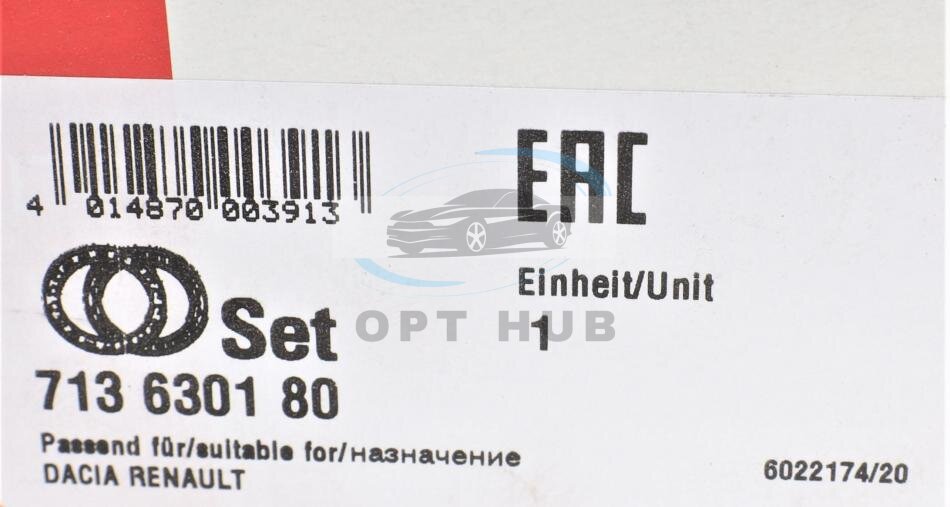 4 014870 003913
EAC
Set
Einheit/Unit
1
OPT HUB
713 6301 80
Passend für/suitable for/назначение
DACIA RENAULT
6022174/20